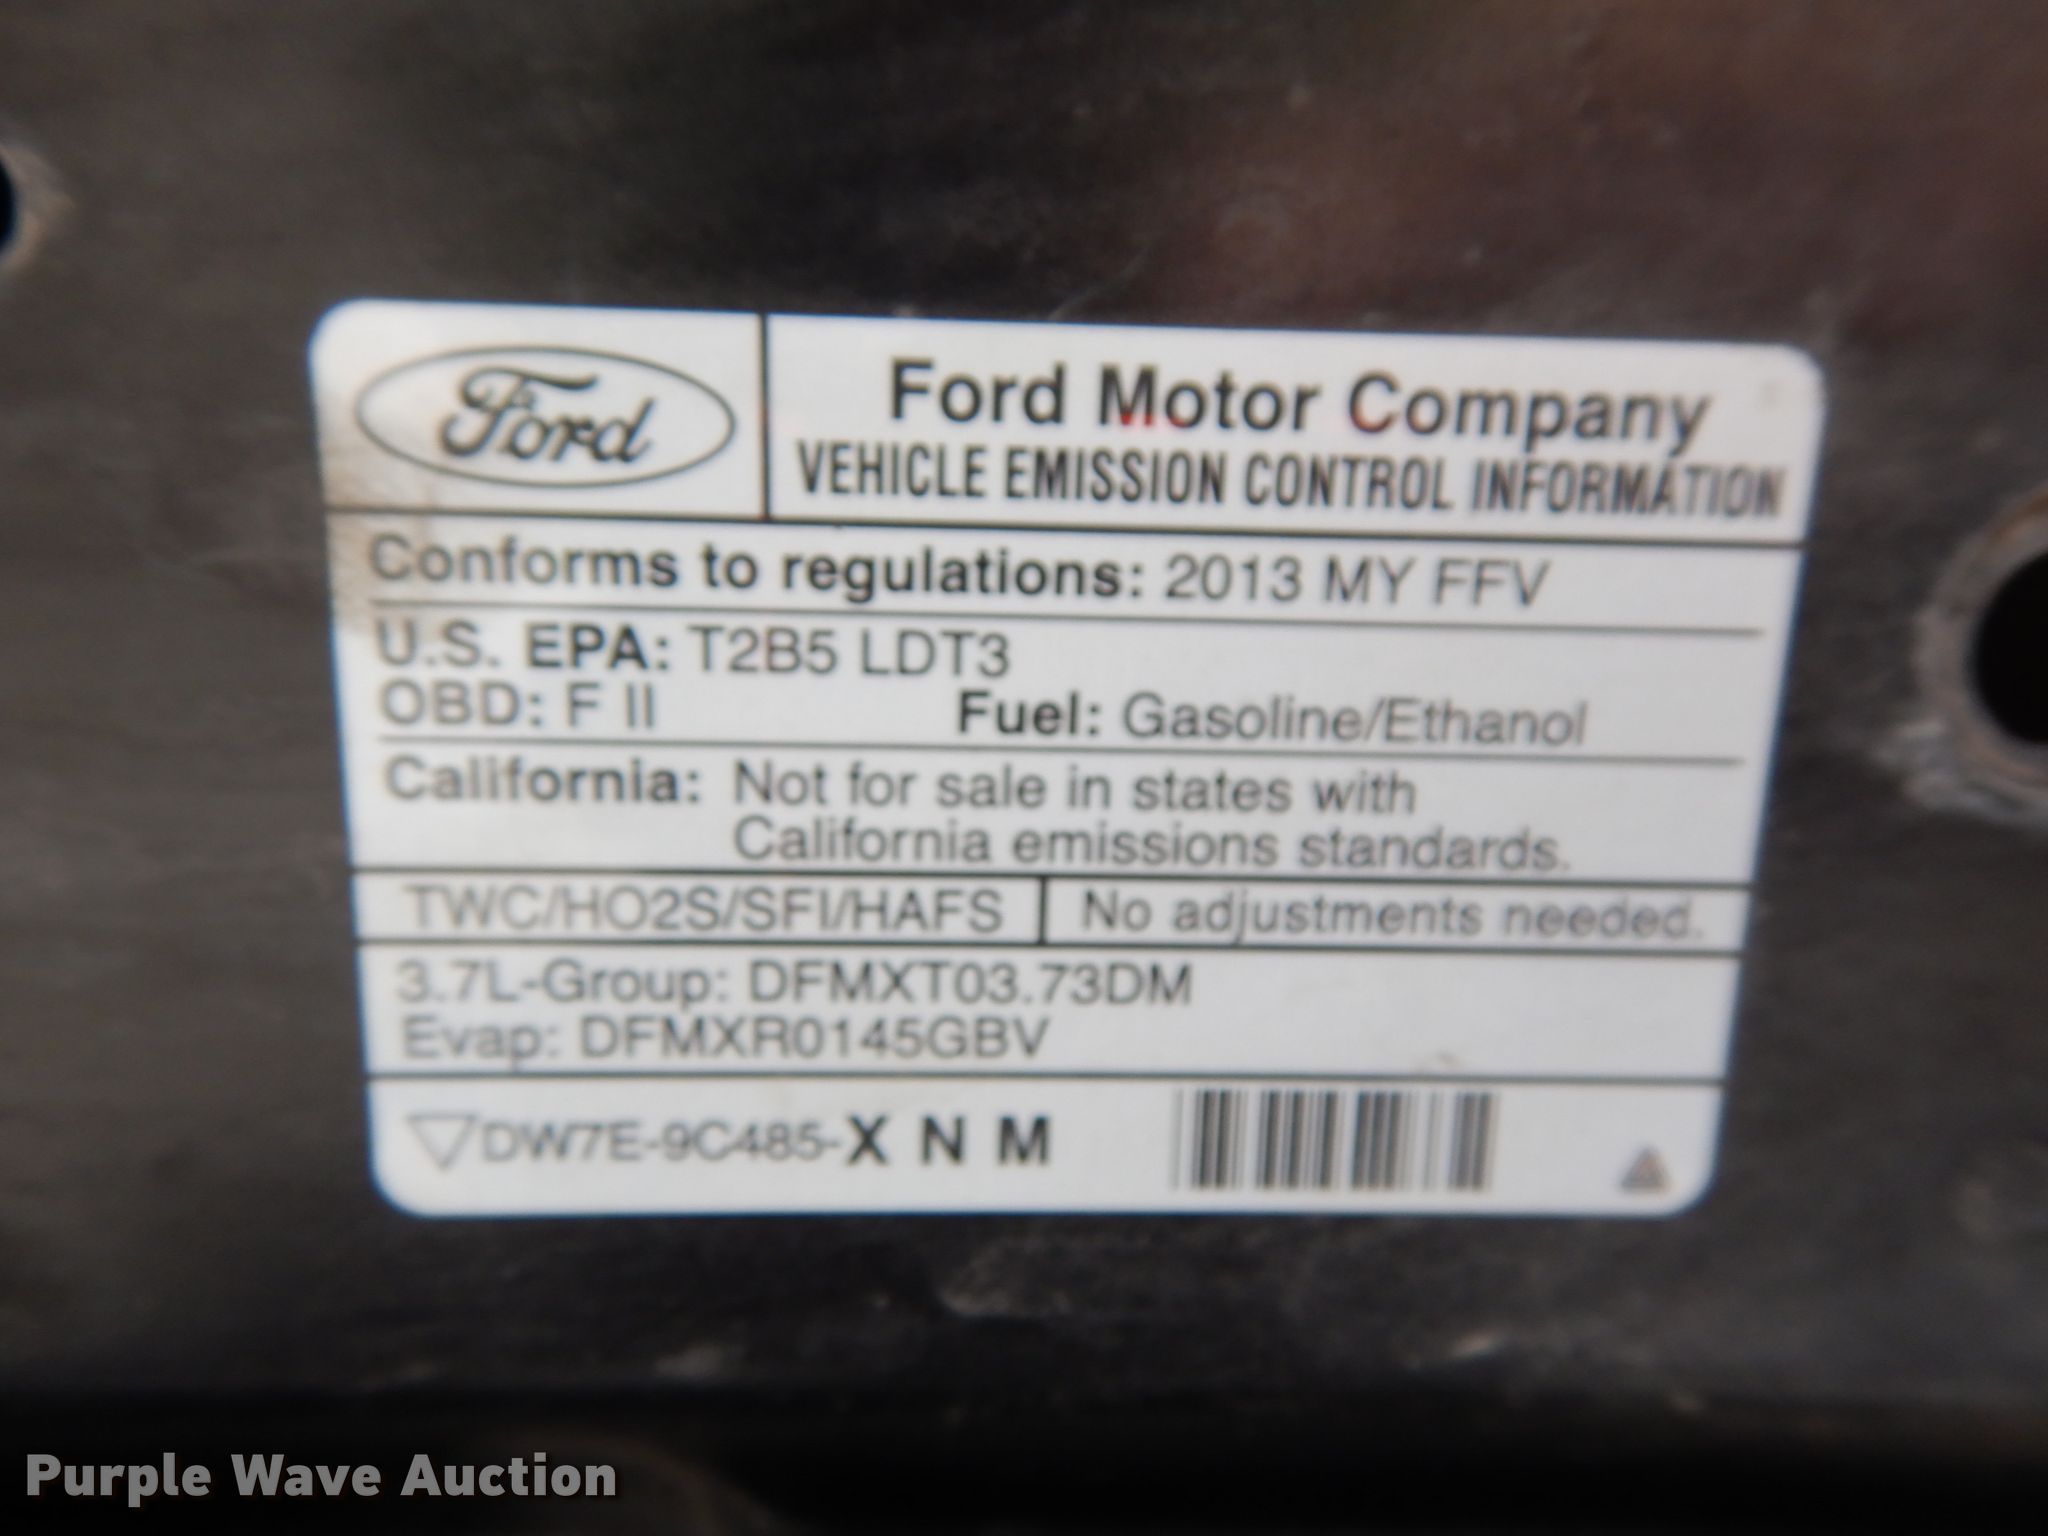 Ford
Ford Motor Company
VEHICLE EMISSION CONTROL INFORMATION
Conforms to regulations: 2013 MY FFV
U.S. EPA: T2B5 LDT3
OBD: F II Fuel: Gasoline/Ethanol
California: Not for sale in states with
California emissions standards.
TWC/HO2S/SFI/HAFS No adjustments needed.
3.7L-Group: DFMXT03.73DM
Evap: DFMXR0145GBV
DW7E-9C485-X N M
Purple Wave Auction